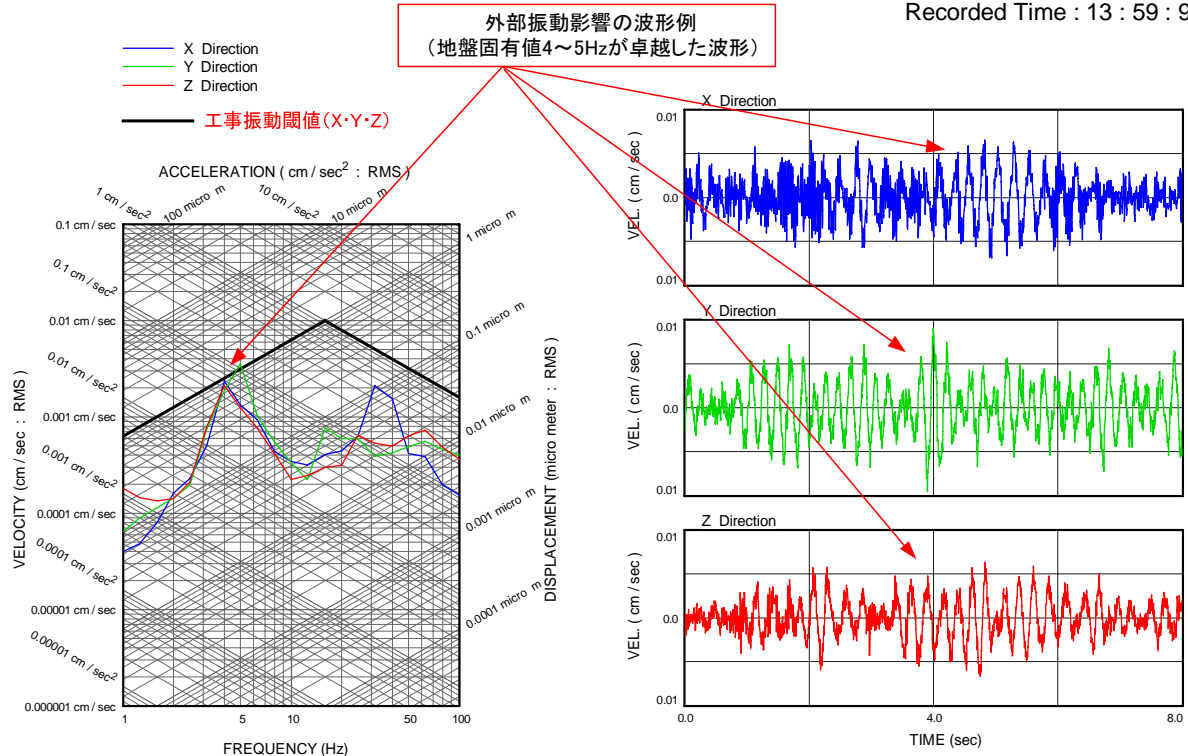 外部振動影響の波形例
（地盤固有値4～5Hzが卓越した波形）
Recorded Time : 13 : 59 : 9
X Direction
Y Direction
Z Direction
工事振動閾値（X・Y・Z）
ACCELERATION ( cm / sec² : RMS )
1 cm / sec²
100 micro m
10 cm / sec²
10 micro m
1 micro m
0.1 micro m
0.01 micro m
0.001 micro m
0.0001 micro m
0.1 cm / sec
0.1 cm / sec²
0.01 cm / sec
0.01 cm / sec²
0.001 cm / sec
0.001 cm / sec²
0.0001 cm / sec
0.0001 cm / sec²
0.00001 cm / sec
0.00001 cm / sec²
0.000001 cm / sec
VELOCITY (cm / sec : RMS)
DISPLACEMENT (micro meter : RMS)
1 5 10 50 100
FREQUENCY (Hz)
X Direction
0.01
0.0
0.01
VEL. ( cm / sec )
Y Direction
0.01
0.0
0.01
VEL. ( cm / sec )
Z Direction
0.01
0.0
0.01
VEL. ( cm / sec )
0.0 4.0 8.0
TIME (sec)